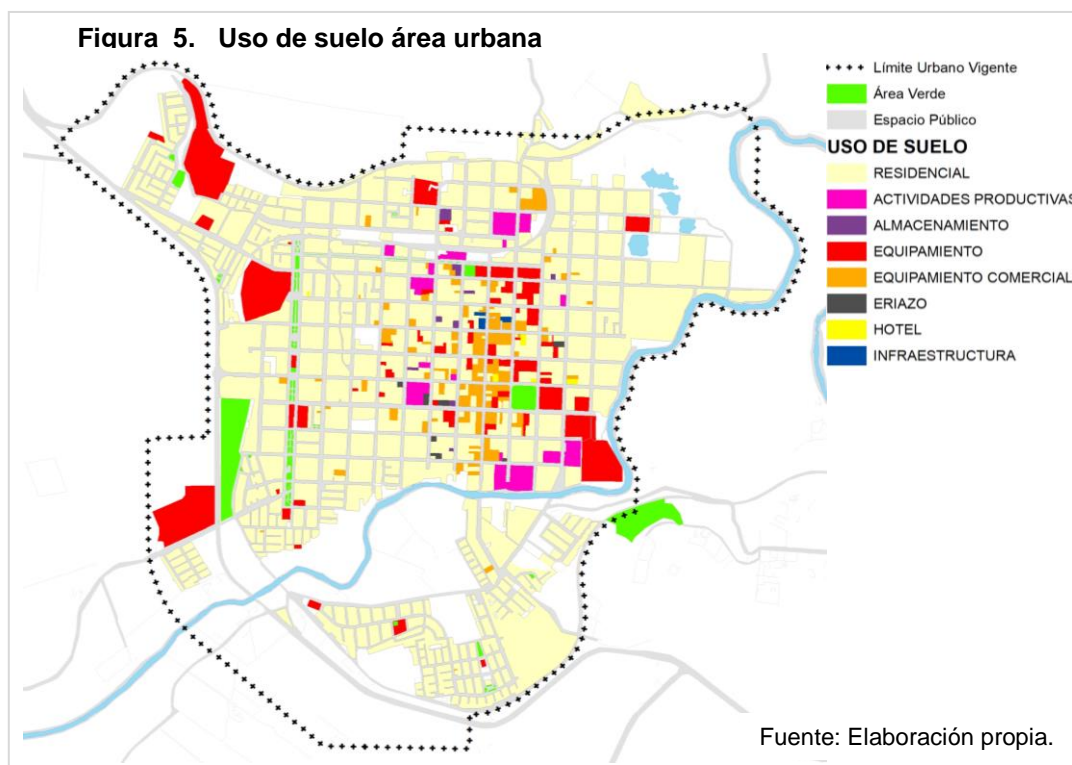 Figura 5. Uso de suelo área urbana
Límite Urbano Vigente
Área Verde
Espacio Público
USO DE SUELO
RESIDENCIAL
ACTIVIDADES PRODUCTIVAS
ALMACENAMIENTO
EQUIPAMIENTO
EQUIPAMIENTO COMERCIAL
ERIAZO
HOTEL
INFRAESTRUCTURA
Fuente: Elaboración propia.